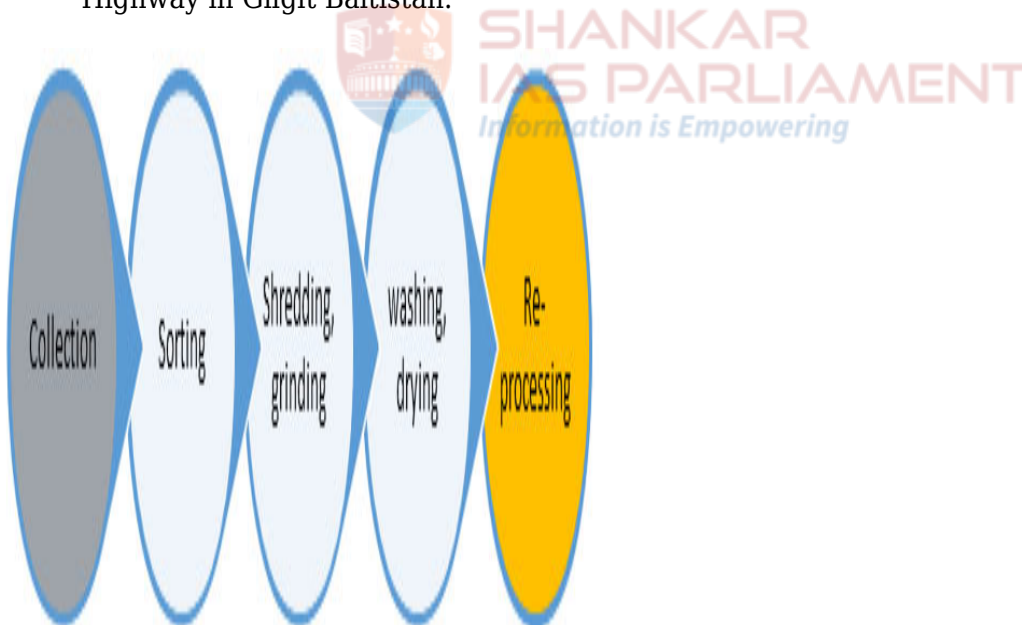 Highway in Gilgit Baltistan.
SHANKAR
IAS PARLIAMENT
Information is Empowering
Collection
Sorting
Shredding,
grinding
washing,
drying
Re-
processing